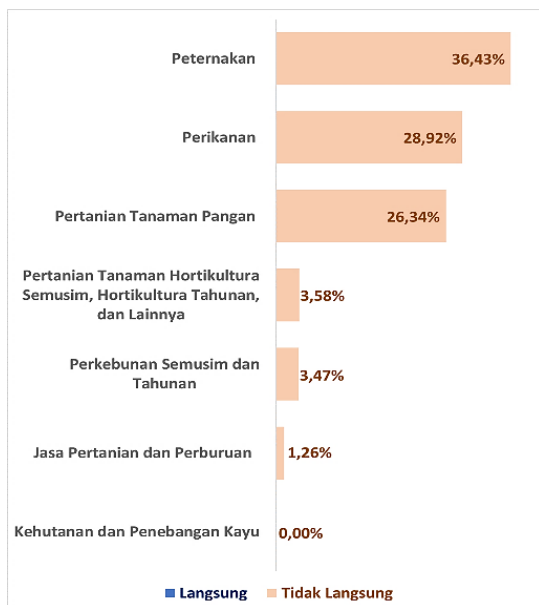 Peternakan
36,43%
Perikanan
28,92%
Pertanian Tanaman Pangan
26,34%
Pertanian Tanaman Hortikultura
Semusim, Hortikultura Tahunan,
dan Lainnya
3,58%
Perkebunan Semusim dan
Tahunan
3,47%
Jasa Pertanian dan Perburuan
1,26%
Kehutanan dan Penebangan Kayu
0,00%
Langsung
Tidak Langsung